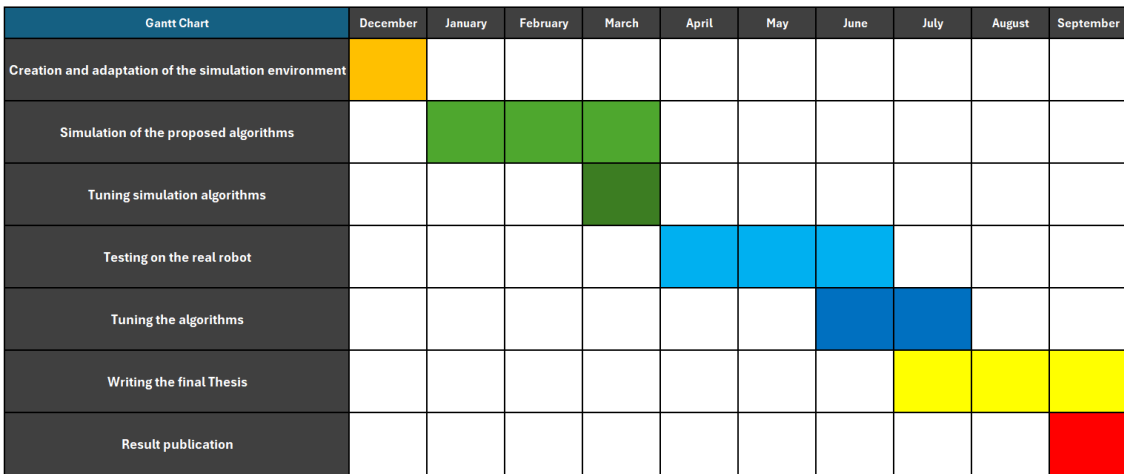 Gantt Chart December January February March April May June July August September
Creation and adaptation of the simulation environment
Simulation of the proposed algorithms
Tuning simulation algorithms
Testing on the real robot
Tuning the algorithms
Writing the final Thesis
Result publication